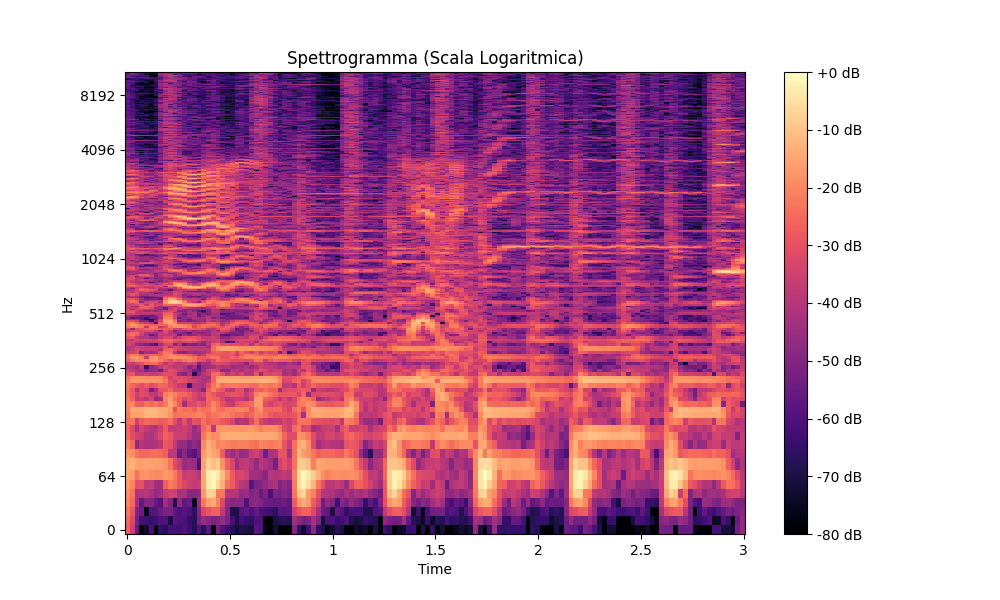 Spettrogramma (Scala Logaritmica)
8192
4096
2048
1024
512
256
128
64
0
Hz
0
0.5
1
1.5
2
2.5
3
Time
+0 dB
-10 dB
-20 dB
-30 dB
-40 dB
-50 dB
-60 dB
-70 dB
-80 dB